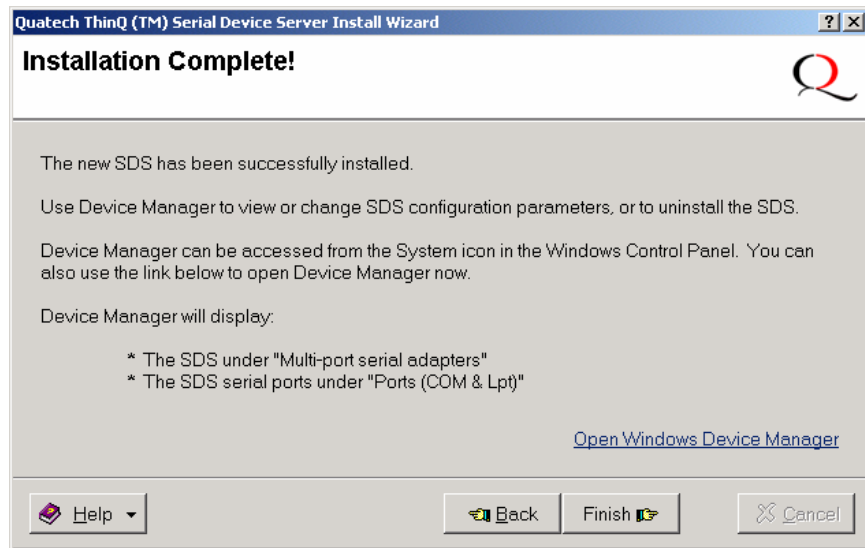 Quatech ThinQ (TM) Serial Device Server Install Wizard
Installation Complete!
The new SDS has been successfully installed.
Use Device Manager to view or change SDS configuration parameters, or to uninstall the SDS.
Device Manager can be accessed from the System icon in the Windows Control Panel.  You can
also use the link below to open Device Manager now.
Device Manager will display:
* The SDS under "Multi-port serial adapters"
* The SDS serial ports under "Ports (COM & Lpt)"
Open Windows Device Manager
Help
Back
Finish
Cancel